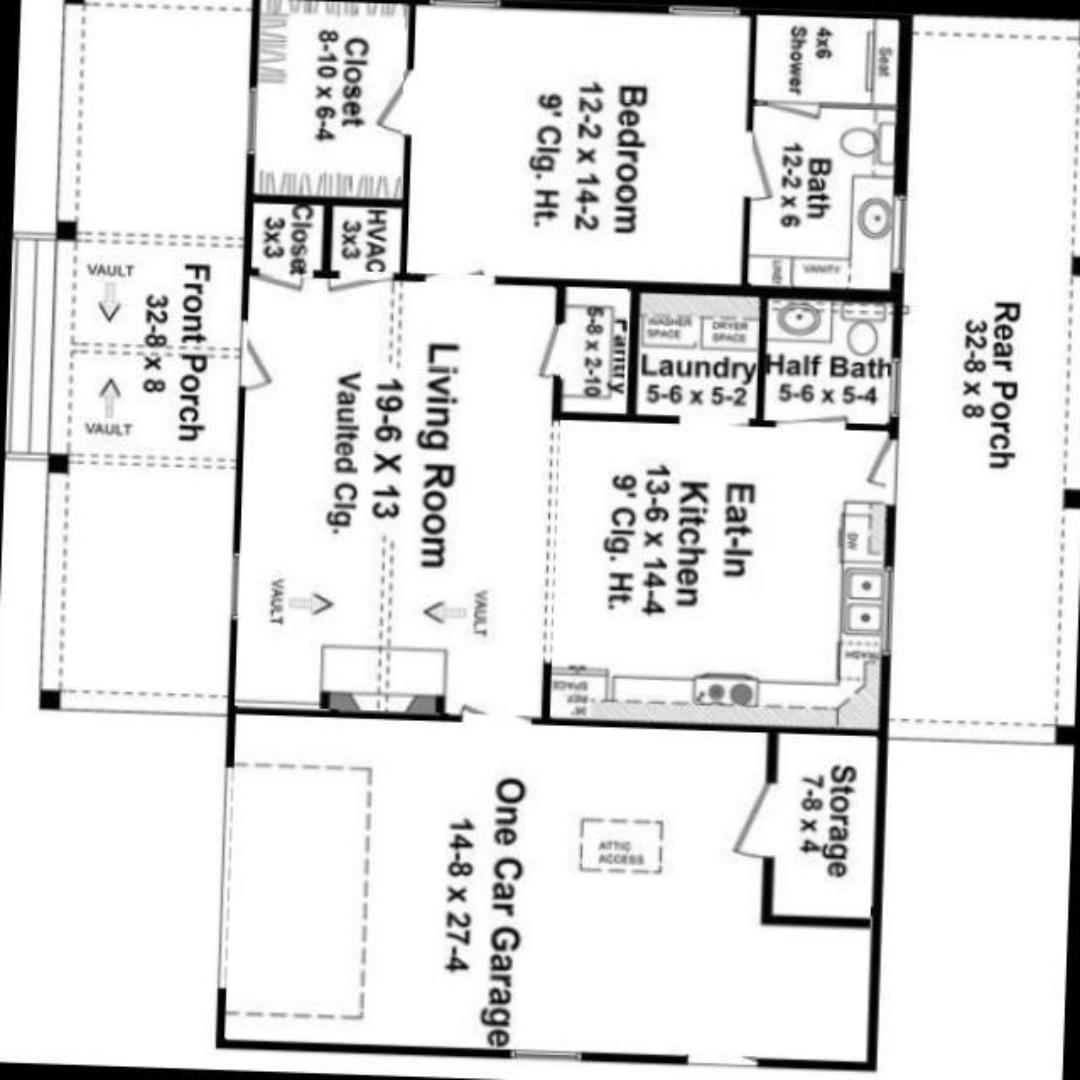 Closet
8-10 x 6-4
Bedroom
12-2 x 14-2
9' Clg. Ht.
4x6
Shower
Seat
Bath
12-2 x 6
LINEN
VANITY
Closet
3x3
HVAC
3x3
Pantry
5-8 x 2-10
WASHER
SPACE
DRYER
SPACE
Laundry
5-6 x 5-2
Half Bath
5-6 x 5-4
Rear Porch
32-8 x 8
Front Porch
32-8 x 8
VAULT
VAULT
Living Room
19-6 X 13
Vaulted Clg.
VAULT
VAULT
Eat-In
Kitchen
13-6 x 14-4
9' Clg. Ht.
DW
TRASH
36"
REF.
SPACE
Storage
7-8 x 4
ATTIC
ACCESS
One Car Garage
14-8 x 27-4